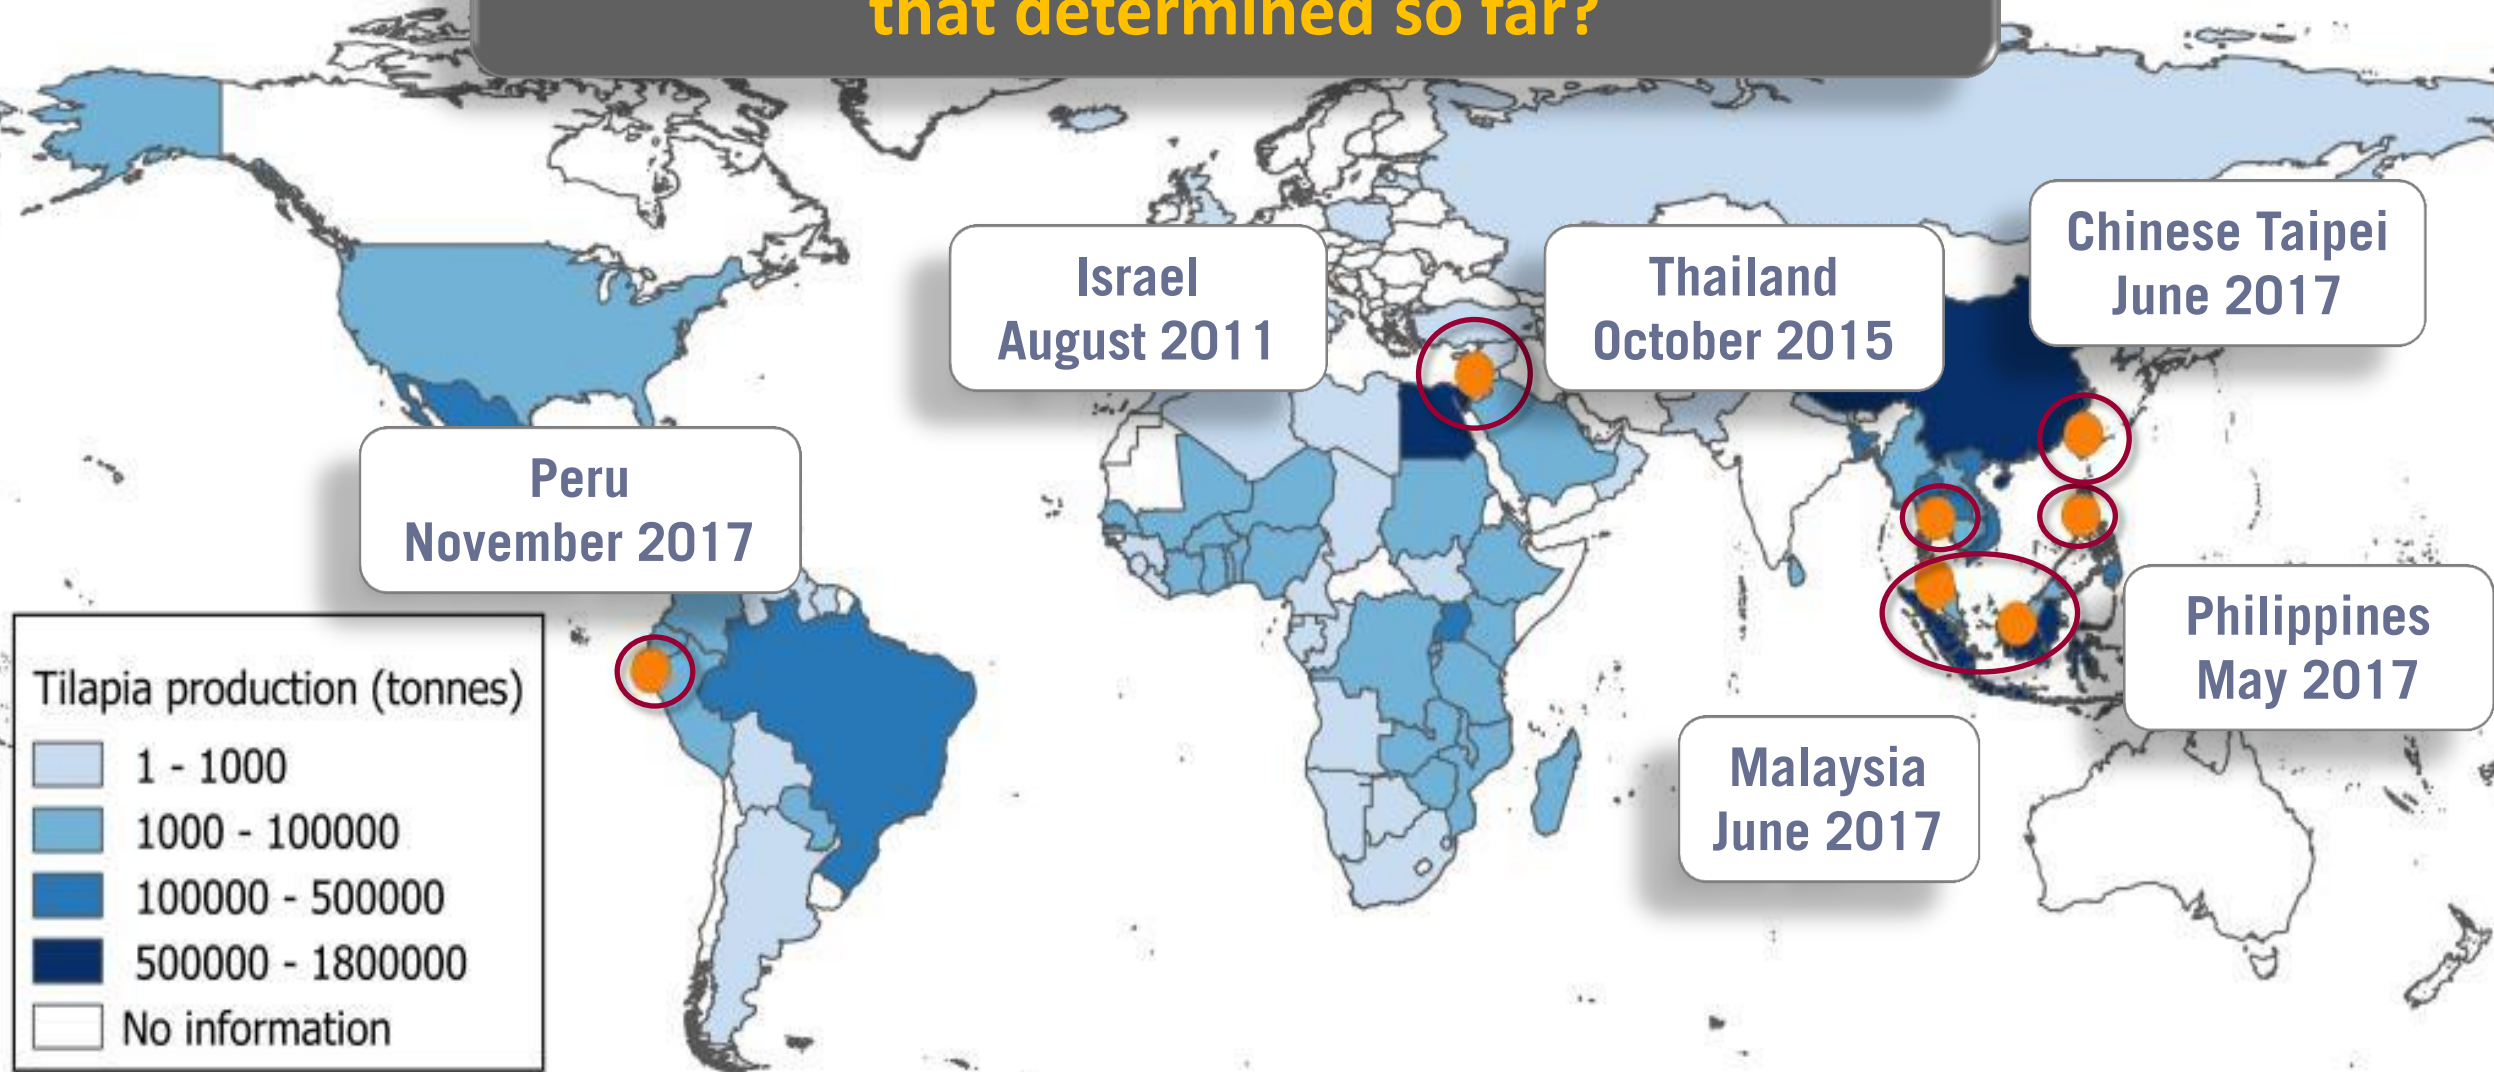 that determined so far?
Chinese Taipei
June 2017
Israel
August 2011
Thailand
October 2015
Peru
November 2017
Philippines
May 2017
Malaysia
June 2017
Tilapia production (tonnes)
1 - 1000
1000 - 100000
100000 - 500000
500000 - 1800000
No information